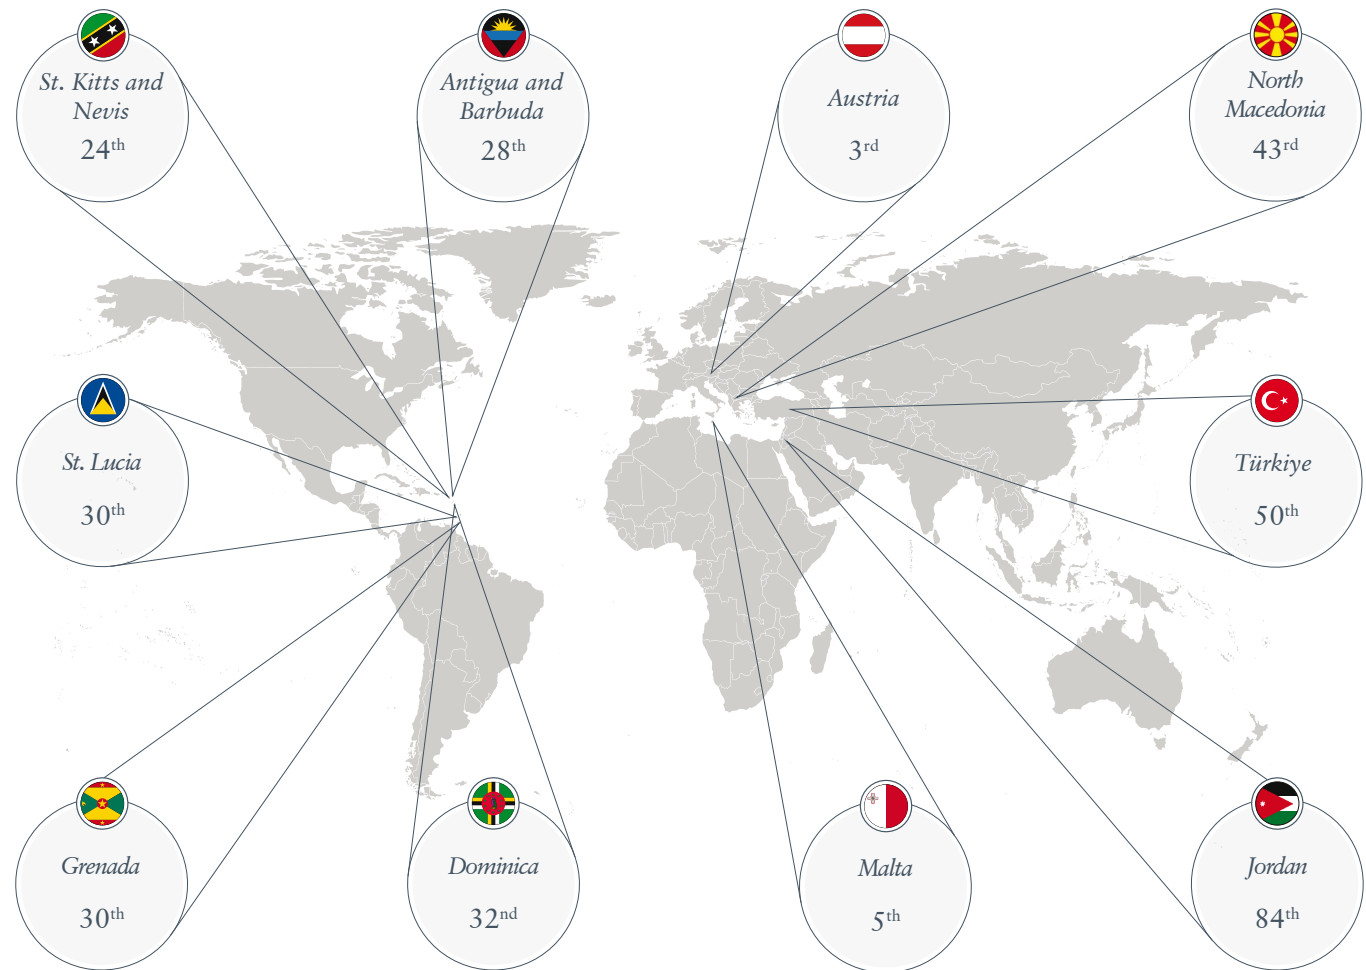 St. Kitts and
Nevis
24th
Antigua and
Barbuda
28th
Austria
3rd
North
Macedonia
43rd
St. Lucia
30th
Türkiye
50th
Grenada
30th
Dominica
32nd
Malta
5th
Jordan
84th